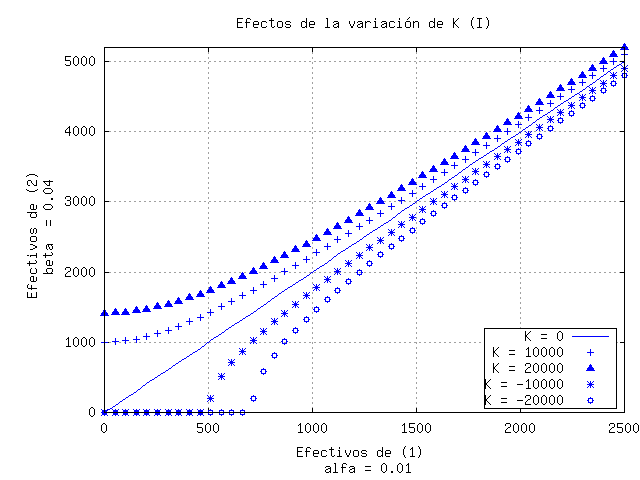 Efectos de la variación de K (I)
5000
4000
3000
2000
1000
0
Efectivos de (2)
beta = 0.04
K = 0
K = 10000
K = 20000
K = -10000
K = -20000
0 500 1000 1500 2000 2500
Efectivos de (1)
alfa = 0.01